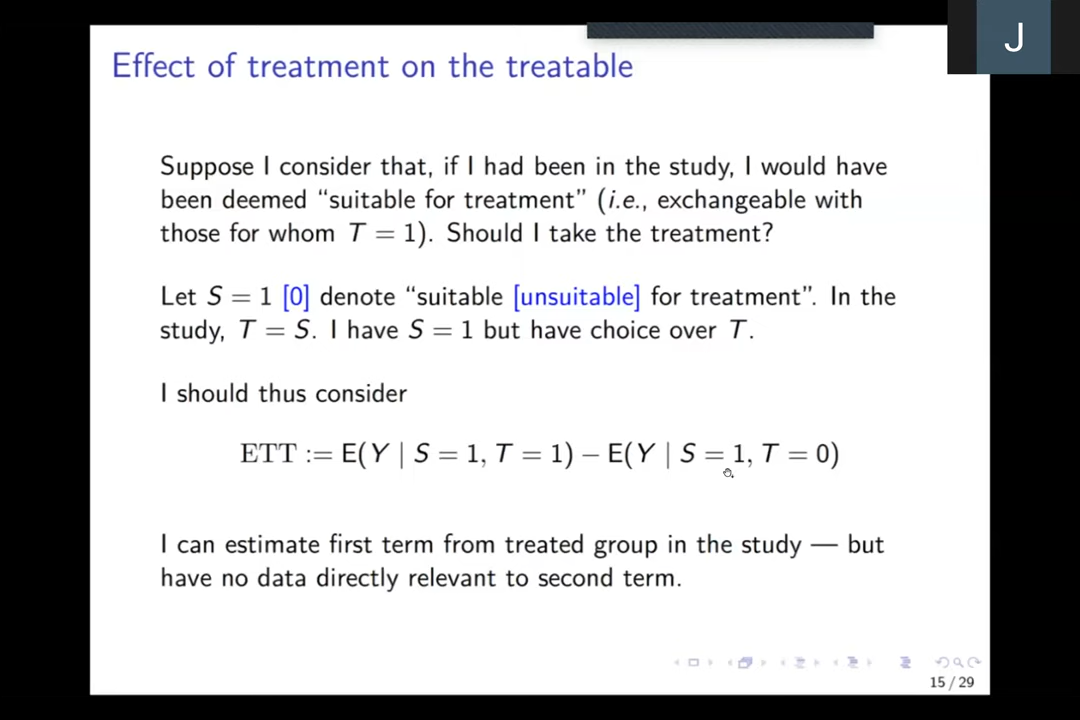 J
Effect of treatment on the treatable
Suppose I consider that, if I had been in the study, I would have
been deemed “suitable for treatment” (i.e., exchangeable with
those for whom T = 1). Should I take the treatment?
Let S = 1 [0] denote “suitable [unsuitable] for treatment”. In the
study, T = S. I have S = 1 but have choice over T.
I should thus consider
ETT := E(Y | S = 1, T = 1) − E(Y | S = 1, T = 0)
I can estimate first term from treated group in the study — but
have no data directly relevant to second term.
15 / 29